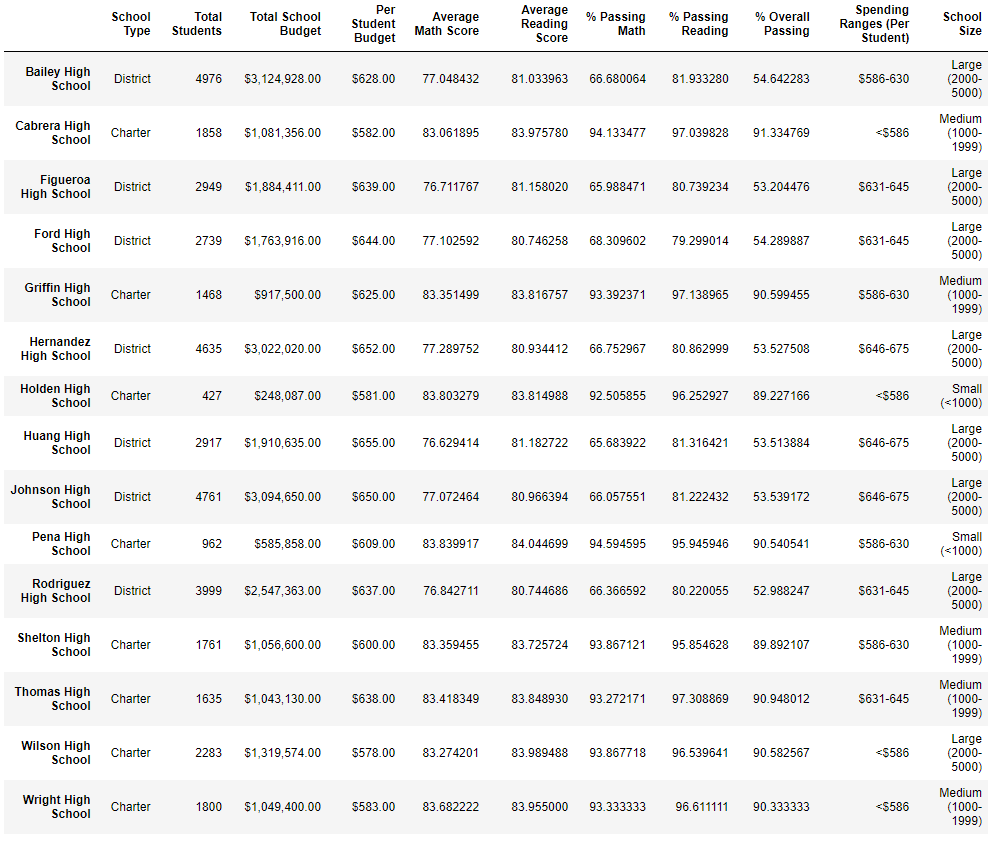 School Type Total Students Total School Budget Per Student Budget Average Math Score Average Reading Score % Passing Math % Passing Reading % Overall Passing Spending Ranges (Per Student) School Size
Bailey High School District 4976 $3,124,928.00 $628.00 77.048432 81.033963 66.680064 81.933280 54.642283 $586-630 Large (2000-5000)
Cabrera High School Charter 1858 $1,081,356.00 $582.00 83.061895 83.975780 94.133477 97.039828 91.334769 <$586 Medium (1000-1999)
Figueroa High School District 2949 $1,884,411.00 $639.00 76.711767 81.158020 65.988471 80.739234 53.204476 $631-645 Large (2000-5000)
Ford High School District 2739 $1,763,916.00 $644.00 77.102592 80.746258 68.309602 79.299014 54.289887 $631-645 Large (2000-5000)
Griffin High School Charter 1468 $917,500.00 $625.00 83.351499 83.816757 93.392371 97.138965 90.599455 $586-630 Medium (1000-1999)
Hernandez High School District 4635 $3,022,020.00 $652.00 77.289752 80.934412 66.752967 80.862999 53.527508 $646-675 Large (2000-5000)
Holden High School Charter 427 $248,087.00 $581.00 83.803279 83.814988 92.505855 96.252927 89.227166 <$586 Small (<1000)
Huang High School District 2917 $1,910,635.00 $655.00 76.629414 81.182722 65.683922 81.316421 53.513884 $646-675 Large (2000-5000)
Johnson High School District 4761 $3,094,650.00 $650.00 77.072464 80.966394 66.057551 81.222432 53.539172 $646-675 Large (2000-5000)
Pena High School Charter 962 $585,858.00 $609.00 83.839917 84.044699 94.594595 95.945946 90.540541 $586-630 Small (<1000)
Rodriguez High School District 3999 $2,547,363.00 $637.00 76.842711 80.744686 66.366592 80.220055 52.988247 $631-645 Large (2000-5000)
Shelton High School Charter 1761 $1,056,600.00 $600.00 83.359455 83.725724 93.867121 95.854628 89.892107 $586-630 Medium (1000-1999)
Thomas High School Charter 1635 $1,043,130.00 $638.00 83.418349 83.848930 93.272171 97.308869 90.948012 $631-645 Medium (1000-1999)
Wilson High School Charter 2283 $1,319,574.00 $578.00 83.274201 83.989488 93.867718 96.539641 90.582567 <$586 Large (2000-5000)
Wright High School Charter 1800 $1,049,400.00 $583.00 83.682222 83.955000 93.333333 96.611111 90.333333 <$586 Medium (1000-1999)